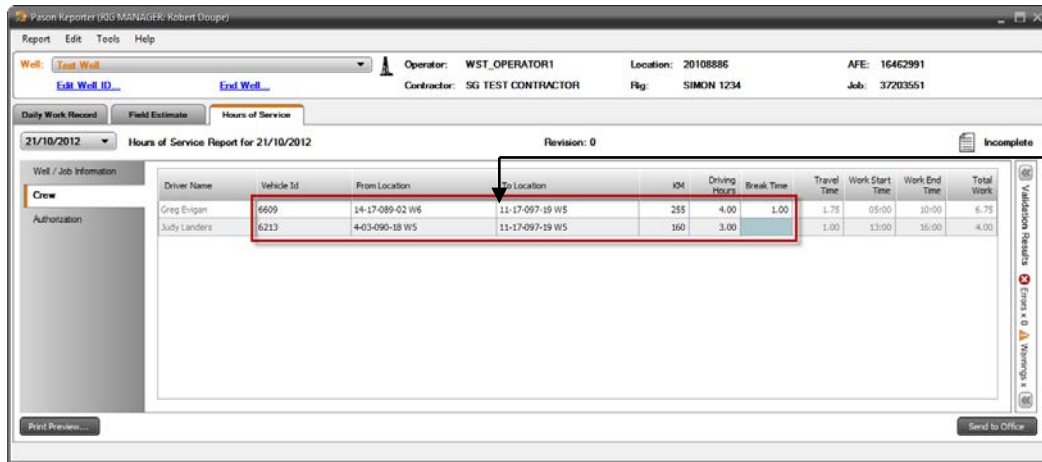 Pason Reporter (RIG MANAGER: Robert Doupe)
Report Edit Tools Help
Well: Test Well Operator: WST_OPERATOR1 Location: 20108886 AFE: 16462991
Edit Well ID... End Well... Contractor: SG TEST CONTRACTOR Rig: SIMON 1234 Job: 37203551
Daily Work Record Field Estimate Hours of Service
21/10/2012 Hours of Service Report for 21/10/2012 Revision: 0 Incomplete
Well / Job Information
Crew
Authorization
Driver Name Vehicle Id From Location To Location KM Driving Hours Break Time Travel Time Work Start Time Work End Time Total Work
Greg Evigan 6609 14-17-089-02 W6 11-17-097-19 W5 255 4.00 1.00 1.75 05:00 10:00 6.75
Judy Landers 6213 4-03-090-18 W5 11-17-097-19 W5 160 3.00 1.00 13:00 16:00 4.00
Validation Results Errors x 0 Warnings x
Print Preview... Send to Office